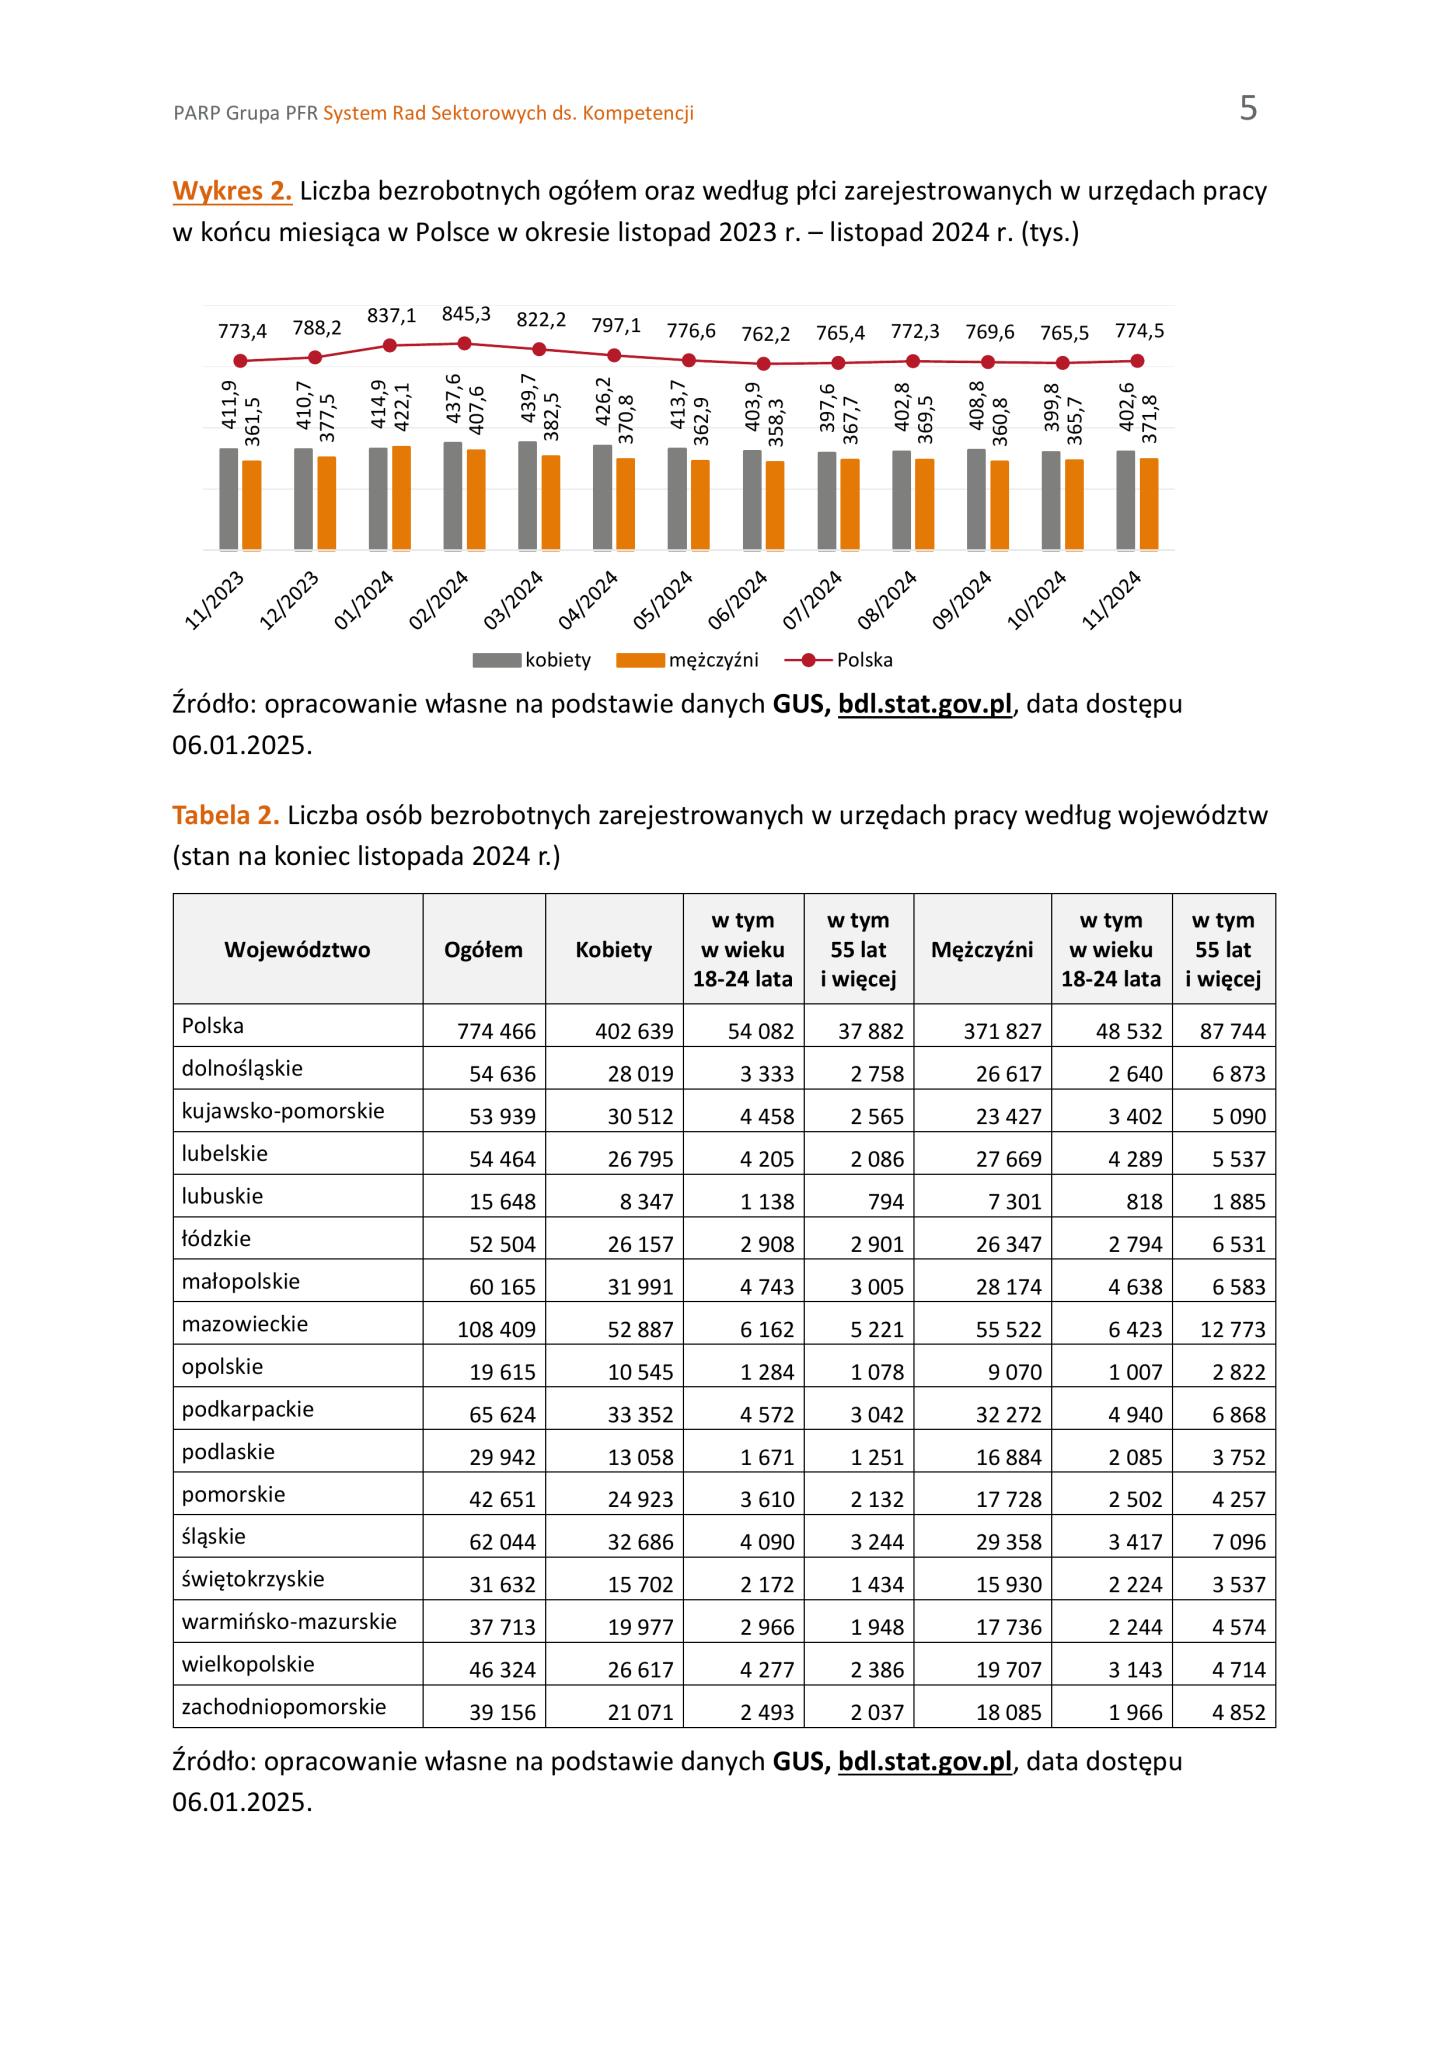 PARP Grupa PFR System Rad Sektorowych ds. Kompetencji 5
Wykres 2. Liczba bezrobotnych ogółem oraz według płci zarejestrowanych w urzędach pracy
w końcu miesiąca w Polsce w okresie listopad 2023 r. – listopad 2024 r. (tys.)
773,4 788,2 837,1 845,3 822,2 797,1 776,6 762,2 765,4 772,3 769,6 765,5 774,5
411,9 361,5 410,7 377,5 414,9 422,1 437,6 407,6 439,7 382,5 426,2 370,8 413,7 362,9 403,9 358,3 397,6 367,7 402,8 369,5 408,8 360,8 399,8 365,7 402,6 371,8
11/2023 12/2023 01/2024 02/2024 03/2024 04/2024 05/2024 06/2024 07/2024 08/2024 09/2024 10/2024 11/2024
kobiety mężczyźni Polska
Źródło: opracowanie własne na podstawie danych GUS, bdl.stat.gov.pl, data dostępu
06.01.2025.
Tabela 2. Liczba osób bezrobotnych zarejestrowanych w urzędach pracy według województw
(stan na koniec listopada 2024 r.)
Województwo Ogółem Kobiety w tym w wieku 18-24 lata w tym 55 lat i więcej Mężczyźni w tym w wieku 18-24 lata w tym 55 lat i więcej
Polska 774 466 402 639 54 082 37 882 371 827 48 532 87 744
dolnośląskie 54 636 28 019 3 333 2 758 26 617 2 640 6 873
kujawsko-pomorskie 53 939 30 512 4 458 2 565 23 427 3 402 5 090
lubelskie 54 464 26 795 4 205 2 086 27 669 4 289 5 537
lubuskie 15 648 8 347 1 138 794 7 301 818 1 885
łódzkie 52 504 26 157 2 908 2 901 26 347 2 794 6 531
małopolskie 60 165 31 991 4 743 3 005 28 174 4 638 6 583
mazowieckie 108 409 52 887 6 162 5 221 55 522 6 423 12 773
opolskie 19 615 10 545 1 284 1 078 9 070 1 007 2 822
podkarpackie 65 624 33 352 4 572 3 042 32 272 4 940 6 868
podlaskie 29 942 13 058 1 671 1 251 16 884 2 085 3 752
pomorskie 42 651 24 923 3 610 2 132 17 728 2 502 4 257
śląskie 62 044 32 686 4 090 3 244 29 358 3 417 7 096
świętokrzyskie 31 632 15 702 2 172 1 434 15 930 2 224 3 537
warmińsko-mazurskie 37 713 19 977 2 966 1 948 17 736 2 244 4 574
wielkopolskie 46 324 26 617 4 277 2 386 19 707 3 143 4 714
zachodniopomorskie 39 156 21 071 2 493 2 037 18 085 1 966 4 852
Źródło: opracowanie własne na podstawie danych GUS, bdl.stat.gov.pl, data dostępu
06.01.2025.